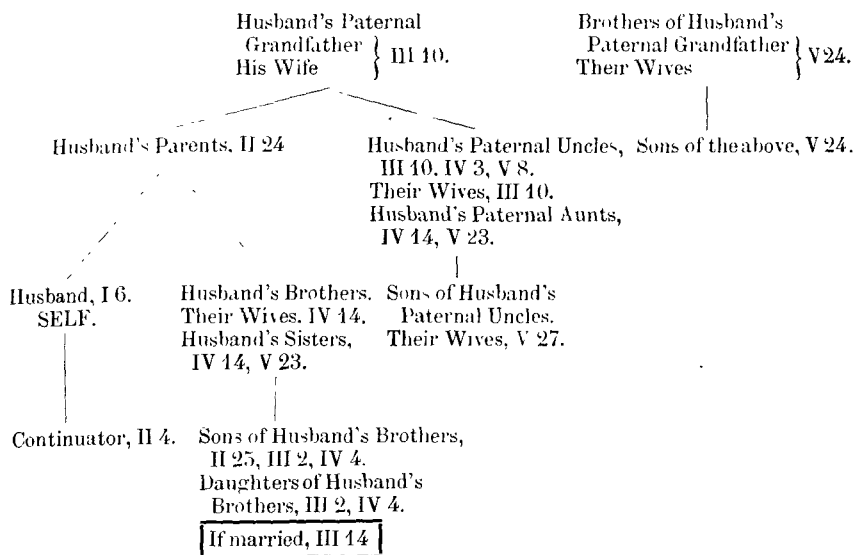 Husband's Paternal
Grandfather
His Wife
} III 10.
Brothers of Husband's
Paternal Grandfather
Their Wives
} V 24.
Husband's Parents, II 24
Husband's Paternal Uncles,
III 10. IV 3, V 8.
Their Wives, III 10.
Husband's Paternal Aunts,
IV 14, V 23.
Sons of the above, V 24.
Husband, I 6.
SELF.
Husband's Brothers.
Their Wives. IV 14.
Husband's Sisters,
IV 14, V 23.
Sons of Husband's
Paternal Uncles.
Their Wives, V 27.
Continuator, II 4.
Sons of Husband's Brothers,
II 25, III 2, IV 4.
Daughters of Husband's
Brothers, III 2, IV 4.
If married, III 14